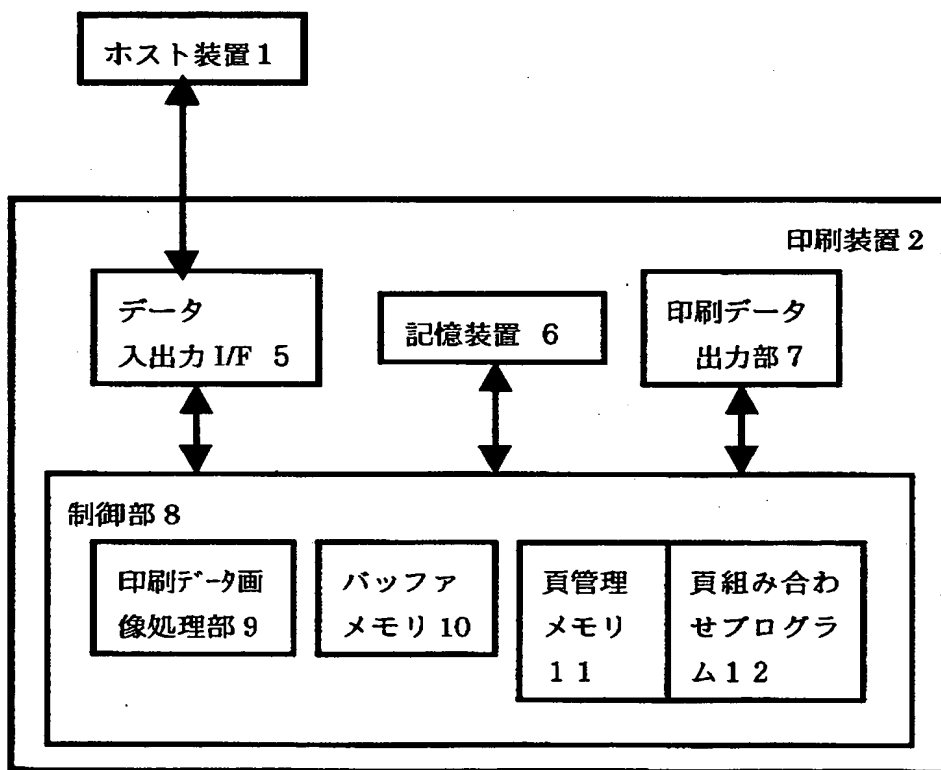 ホスト装置1
印刷装置2
データ
入出力I/F 5
記憶装置 6
印刷データ
出力部7
制御部8
印刷ﾃﾞｰﾀ画
像処理部9
バッファ
メモリ10
頁管理
メモリ
11
頁組み合わ
せプログラ
ム12